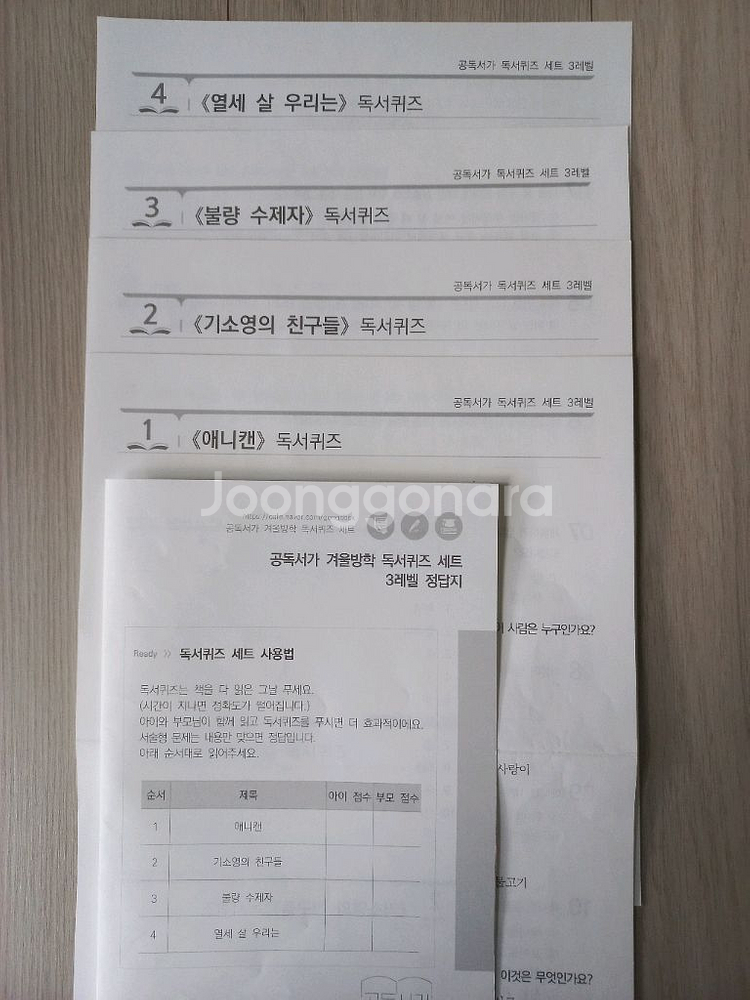 공독서가 독서퀴즈 세트 3레벨
4 《열세 살 우리는》 독서퀴즈
공독서가 독서퀴즈 세트 3레벨
3 《불량 수제자》 독서퀴즈
공독서가 독서퀴즈 세트 3레벨
2 《기소영의 친구들》 독서퀴즈
공독서가 독서퀴즈 세트 3레벨
1 《애니캔》 독서퀴즈
Joonggonara
공독서가 겨울방학 독서퀴즈 세트
공독서가 겨울방학 독서퀴즈 세트
3레벨 정답지
사람은 누구인가요?
Ready 》 독서퀴즈 세트 사용법
독서퀴즈는 책을 다 읽은 그날 푸세요.
(시간이 지나면 정확도가 떨어집니다.)
아이와 부모님이 함께 읽고 독서퀴즈를 푸시면 더 효과적이에요.
서술형 문제는 내용만 맞으면 정답입니다.
아래 순서대로 읽어주세요.
사랑이
순서 제목 아이 점수 부모 점수
1 애니캔
2 기소영의 친구들
물고기
3 불량 수제자
4 열세 살 우리는
이것은 무엇인가요?